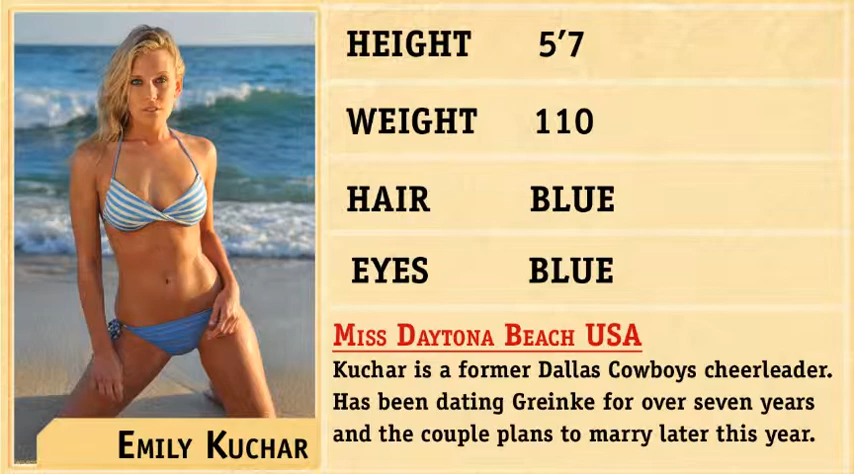 HEIGHT 5'7
WEIGHT 110
HAIR BLUE
EYES BLUE
MISS DAYTONA BEACH USA
Kuchar is a former Dallas Cowboys cheerleader.
Has been dating Greinke for over seven years
and the couple plans to marry later this year.
EMILY KUCHAR